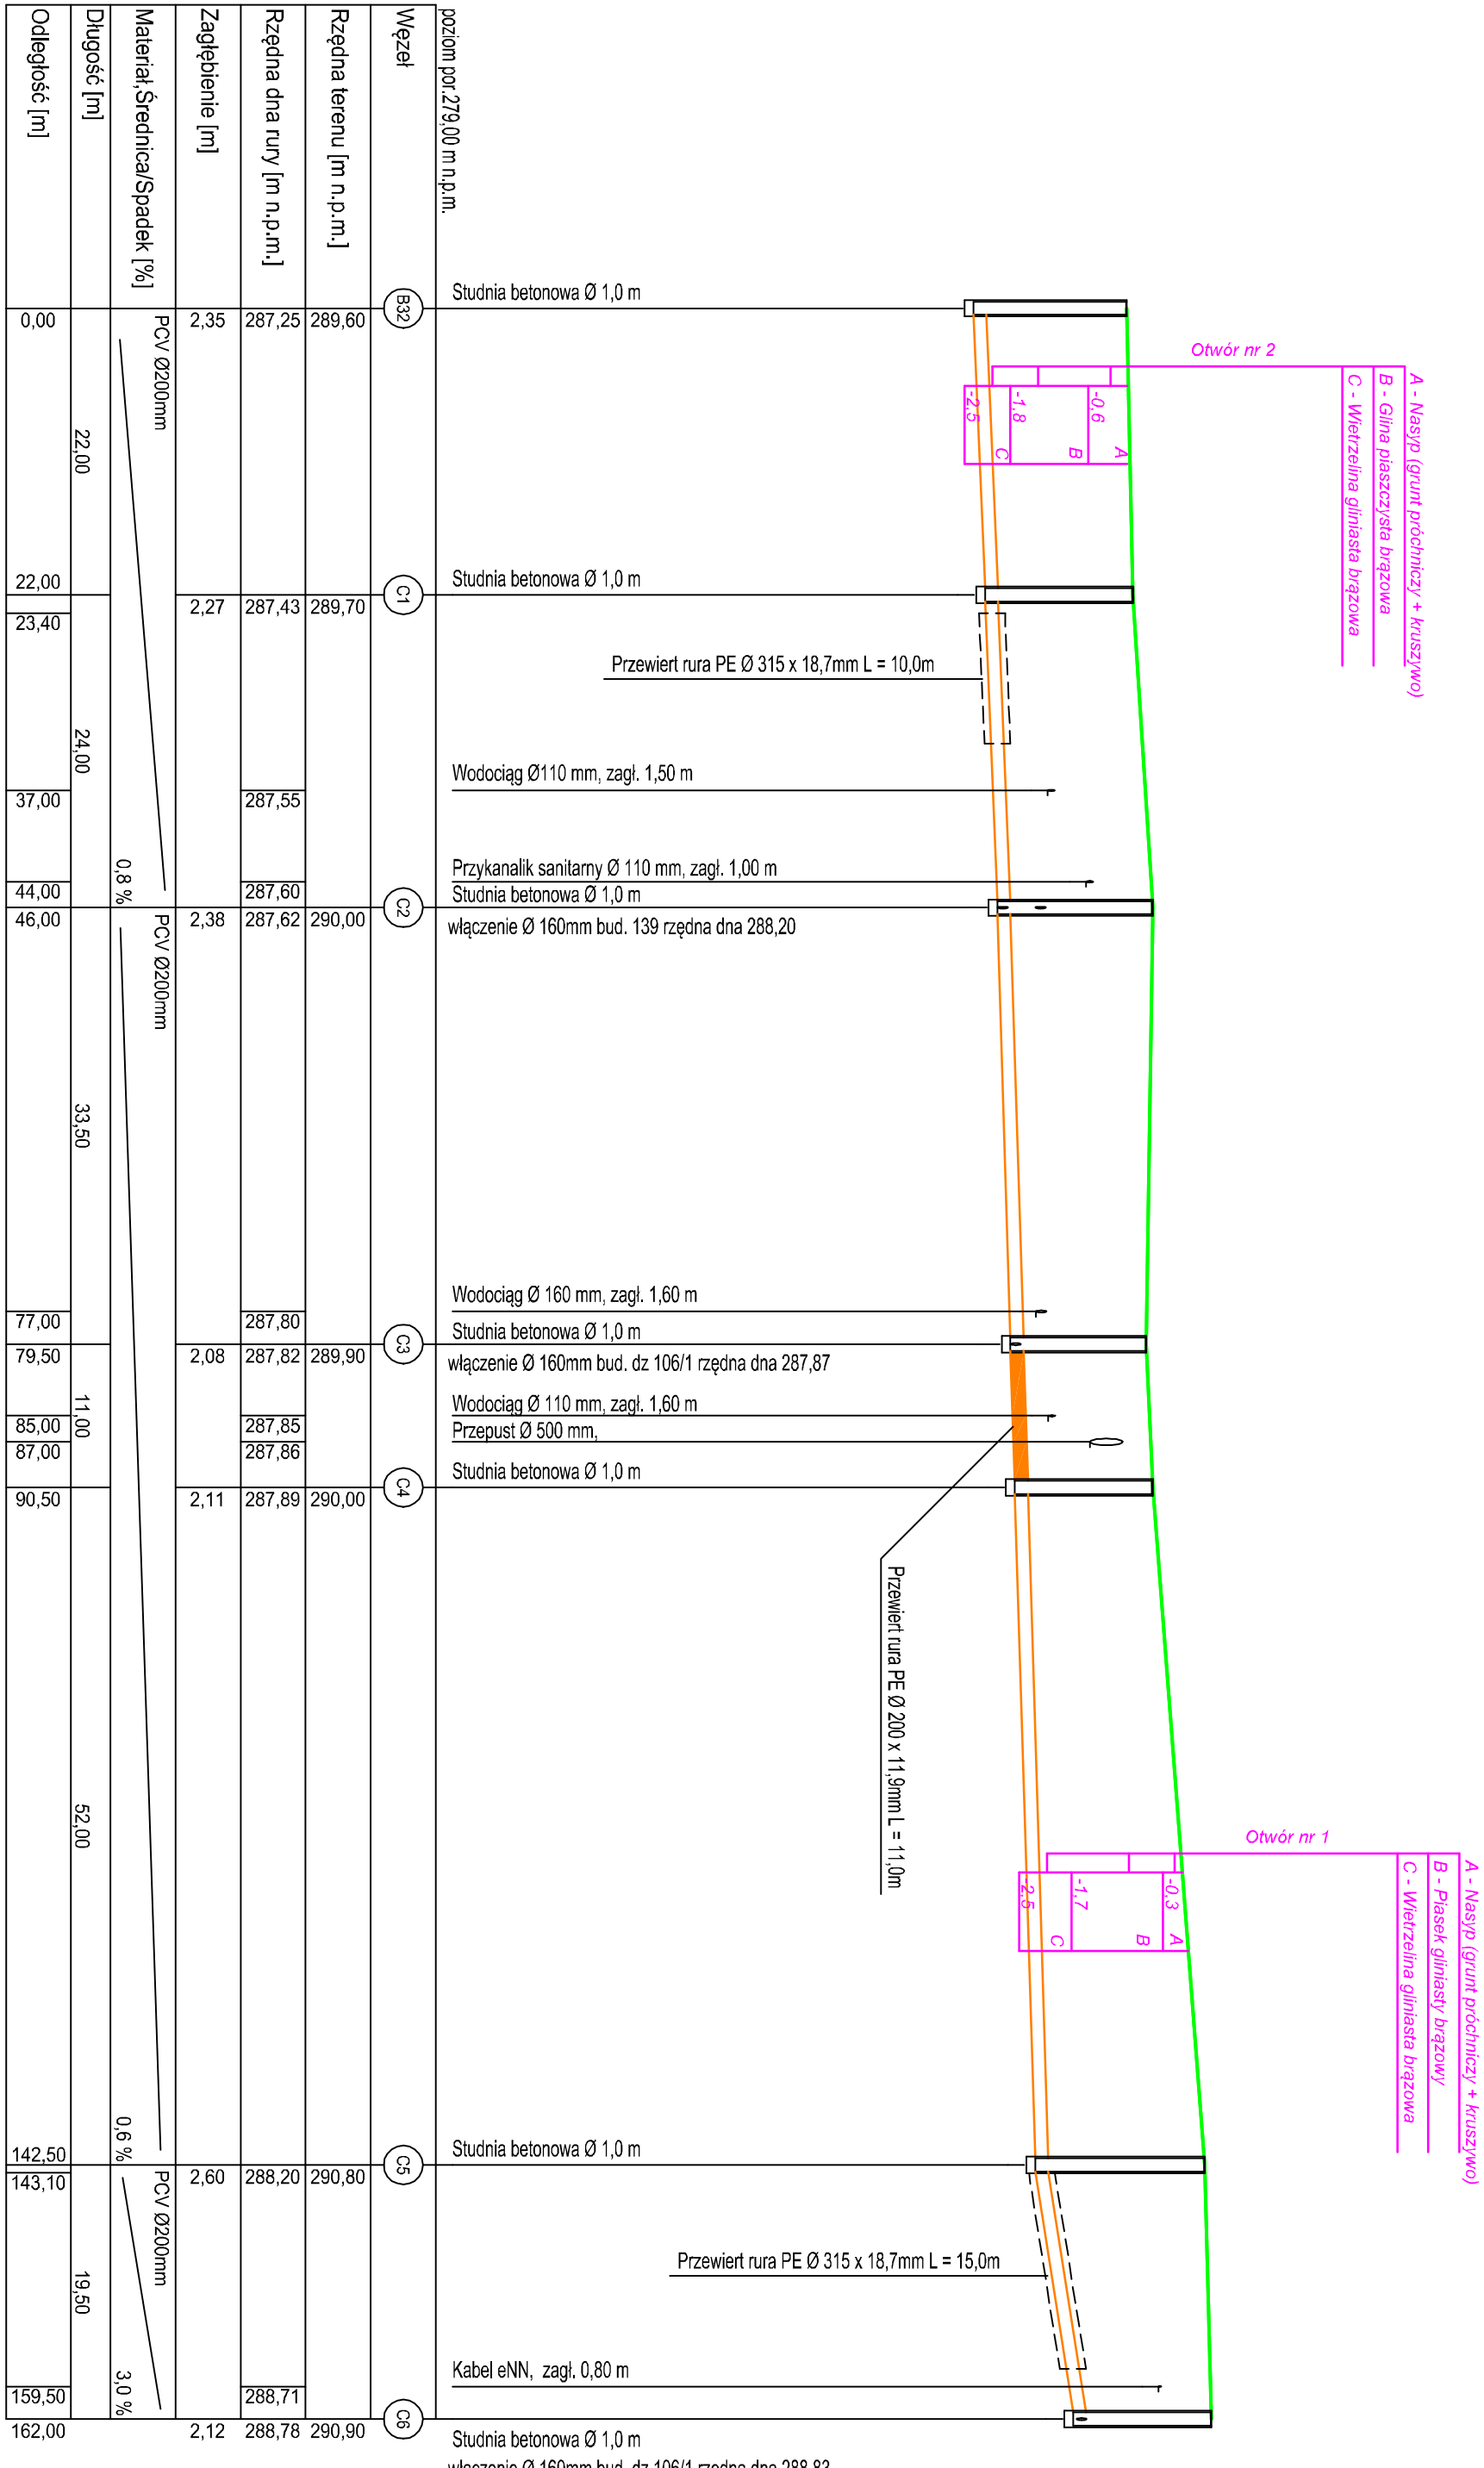 poziom por.279,00 m n.p.m.
Węzeł
Rzędna terenu [m n.p.m.]
Rzędna dna rury [m n.p.m.]
Zagłębienie [m]
Materiał,Średnica/Spadek [%]
Długość [m]
Odległość [m]
B32
C1
C2
C3
C4
C5
C6
289,60
289,70
290,00
289,90
290,00
290,80
290,90
287,25
287,43
287,55
287,60
287,62
287,80
287,82
287,85
287,86
287,89
288,20
288,71
288,78
2,35
2,27
2,38
2,08
2,11
2,60
2,12
PCV Ø200mm
0,8 %
PCV Ø200mm
0,6 %
PCV Ø200mm
3,0 %
22,00
24,00
33,50
11,00
52,00
19,50
0,00
22,00
23,40
37,00
44,00
46,00
77,00
79,50
85,00
87,00
90,50
142,50
143,10
159,50
162,00
Studnia betonowa Ø 1,0 m
Studnia betonowa Ø 1,0 m
Przewiert rura PE Ø 315 x 18,7mm L = 10,0m
Wodociąg Ø110 mm, zagł. 1,50 m
Przykanalik sanitarny Ø 110 mm, zagł. 1,00 m
Studnia betonowa Ø 1,0 m
włączenie Ø 160mm bud. 139 rzędna dna 288,20
Wodociąg Ø 160 mm, zagł. 1,60 m
Studnia betonowa Ø 1,0 m
włączenie Ø 160mm bud. dz 106/1 rzędna dna 287,87
Wodociąg Ø 110 mm, zagł. 1,60 m
Przepust Ø 500 mm,
Studnia betonowa Ø 1,0 m
Przewiert rura PE Ø 200 x 11,9mm L = 11,0m
Studnia betonowa Ø 1,0 m
Przewiert rura PE Ø 315 x 18,7mm L = 15,0m
Kabel eNN, zagł. 0,80 m
Studnia betonowa Ø 1,0 m
włączenie Ø 160mm bud. dz 106/1 rzędna dna 288,83
Otwór nr 2
A - Nasyp (grunt próchniczy + kruszywo)
B - Glina piaszczysta brązowa
C - Wietrzelina gliniasta brązowa
-0,6
A
-1,8
B
-2,5
C
Otwór nr 1
A - Nasyp (grunt próchniczy + kruszywo)
B - Piasek gliniasty brązowy
C - Wietrzelina gliniasta brązowa
-0,3
A
-1,7
B
-2,5
C